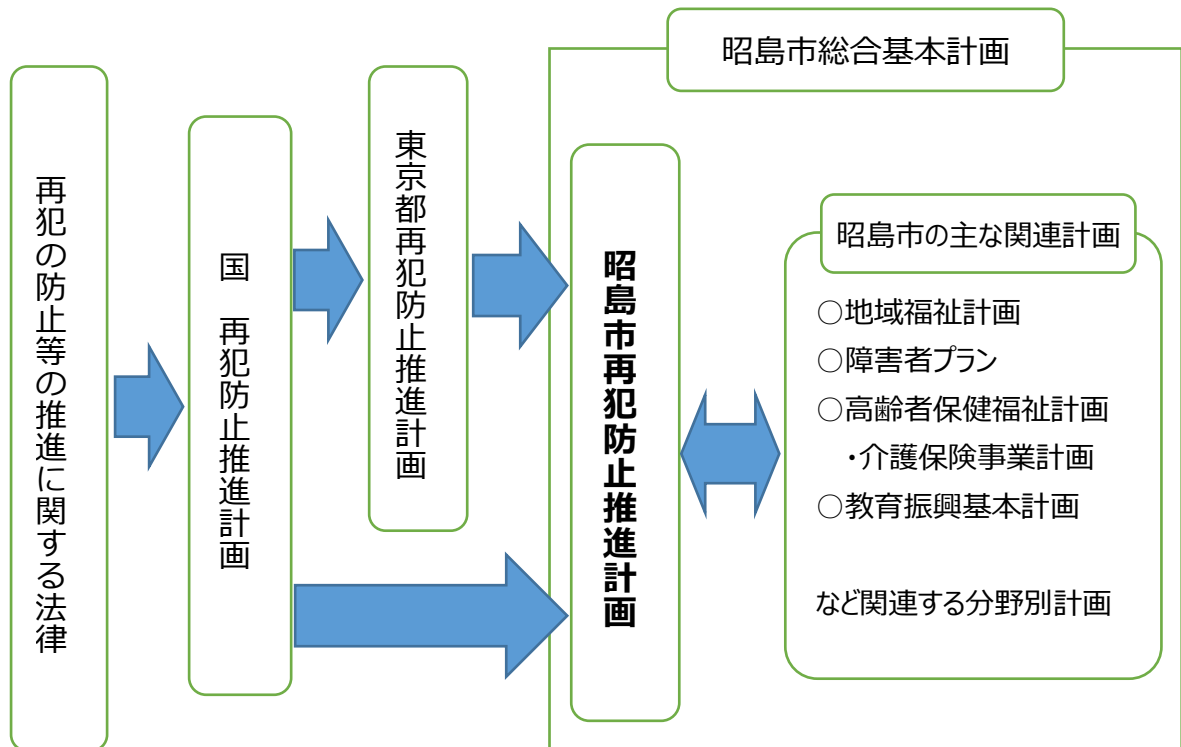 再犯の防止等の推進に関する法律
国　再犯防止推進計画
東京都再犯防止推進計画
昭島市総合基本計画
昭島市再犯防止推進計画
昭島市の主な関連計画
○地域福祉計画
○障害者プラン
○高齢者保健福祉計画
・介護保険事業計画
○教育振興基本計画
など関連する分野別計画